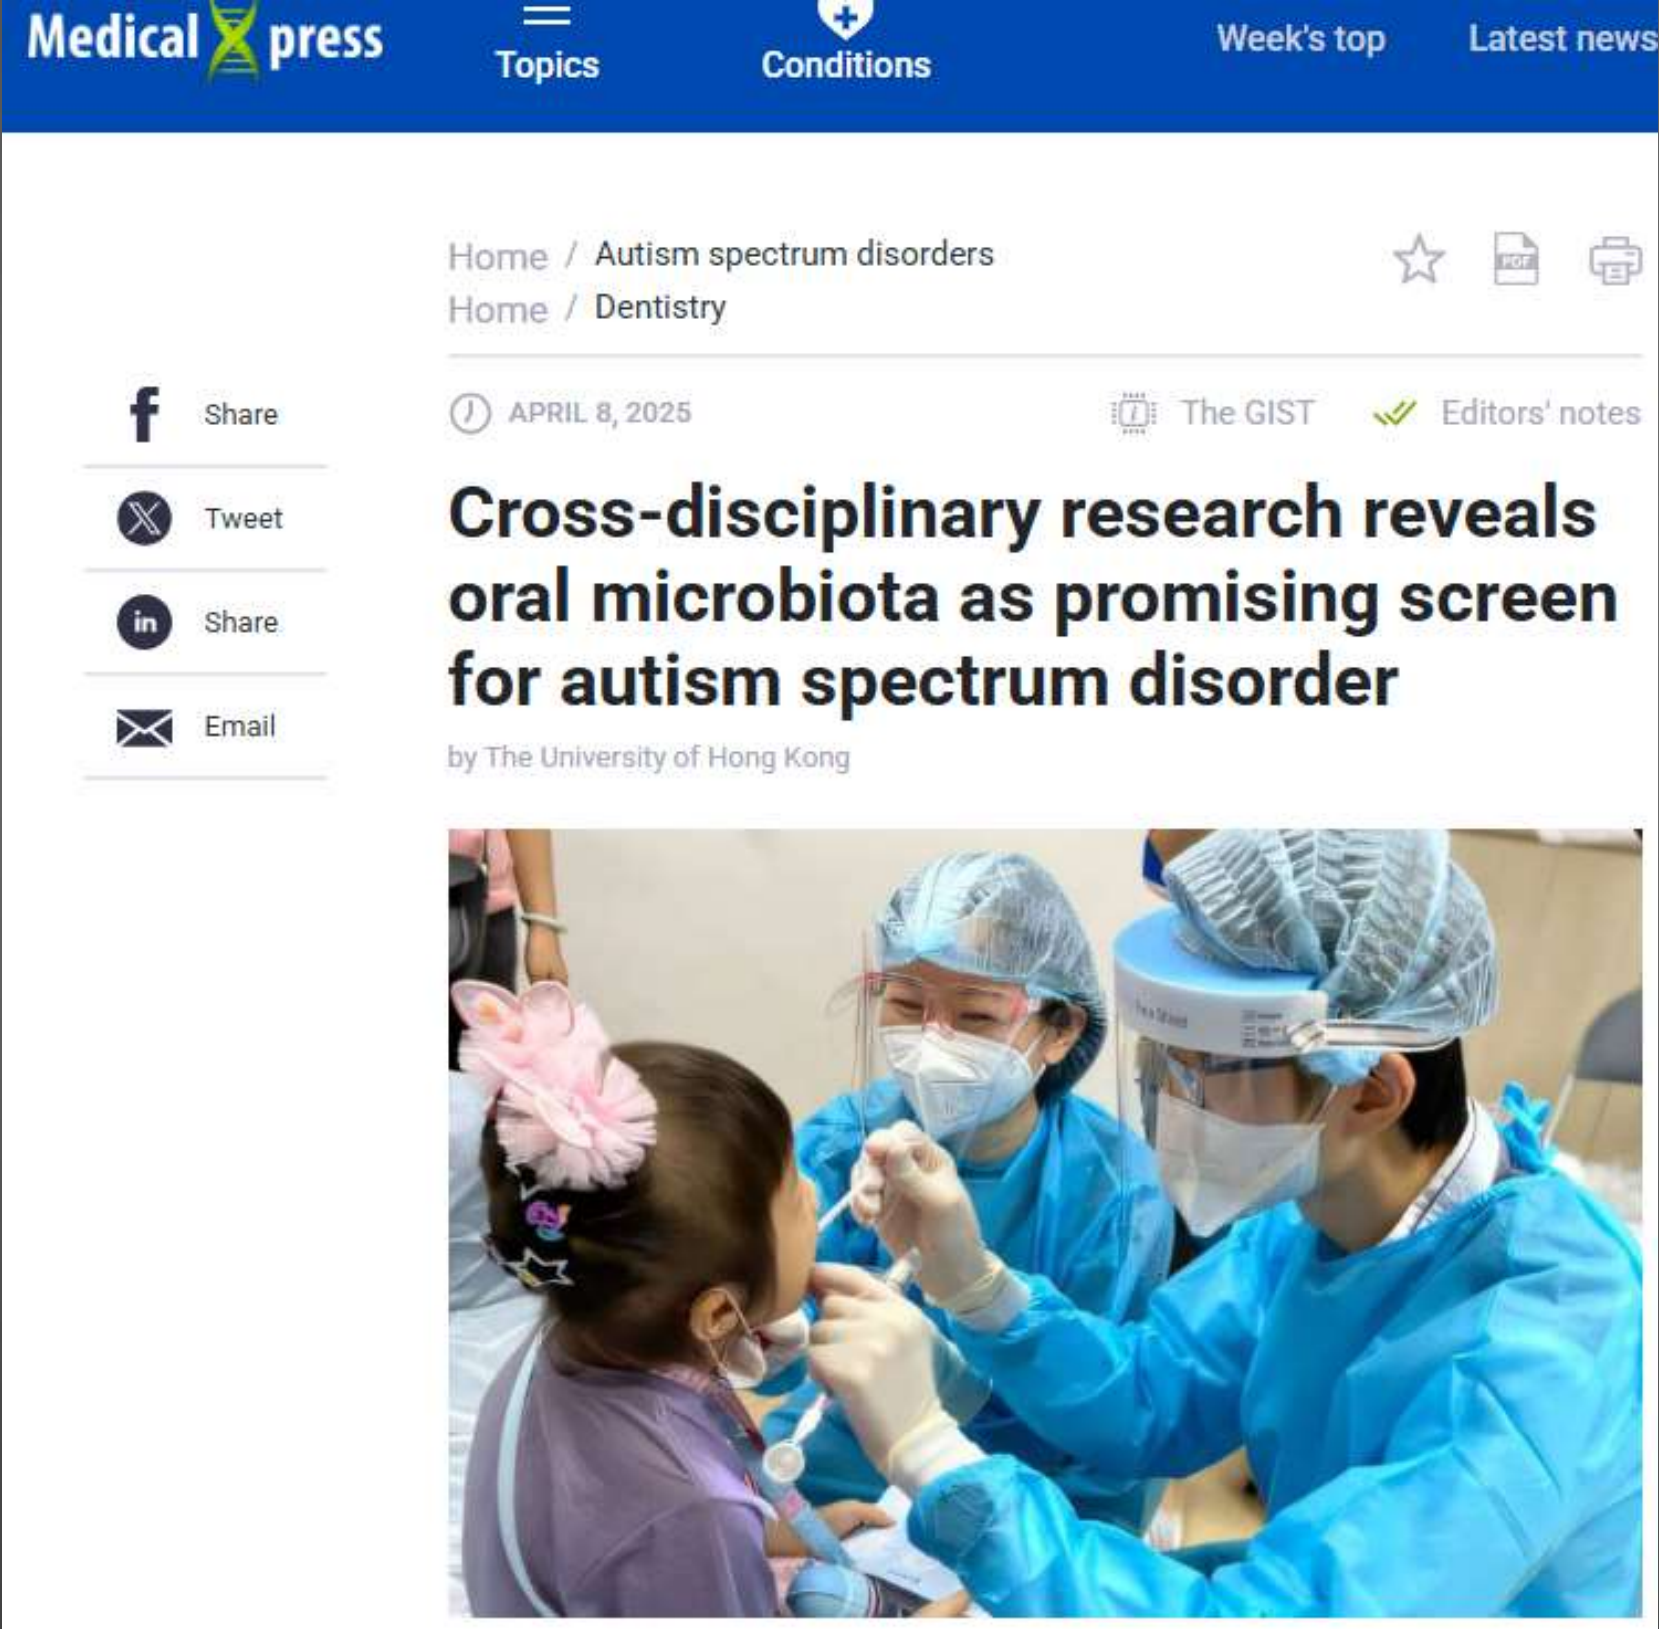 Medical Xpress
Topics
Conditions
Week's top
Latest news
Home / Autism spectrum disorders
Home / Dentistry
Share
Tweet
Share
Email
APRIL 8, 2025
The GIST
Editors' notes
PDF
Cross-disciplinary research reveals
oral microbiota as promising screen
for autism spectrum disorder
by The University of Hong Kong